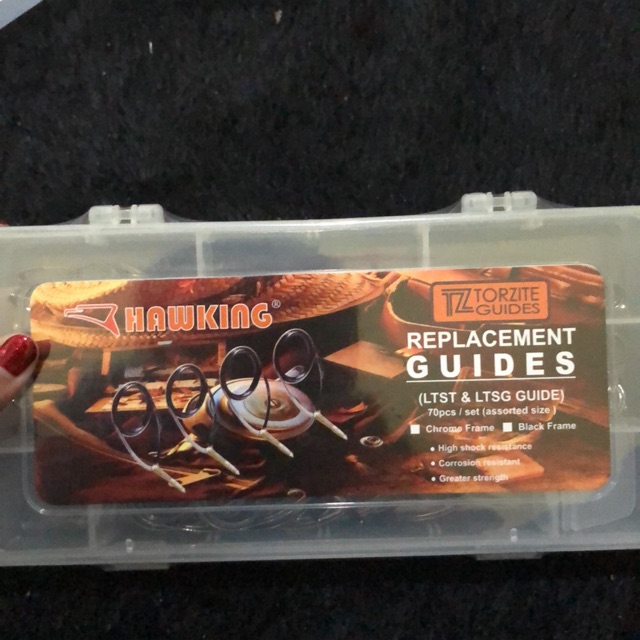 HAWKING®
TZ TORZITE
GUIDES
REPLACEMENT
GUIDES
(LTST & LTSG GUIDE)
70pcs / set (assorted size )
Chrome Frame Black Frame
• High shock resistance
• Corrosion resistant
• Greater strength